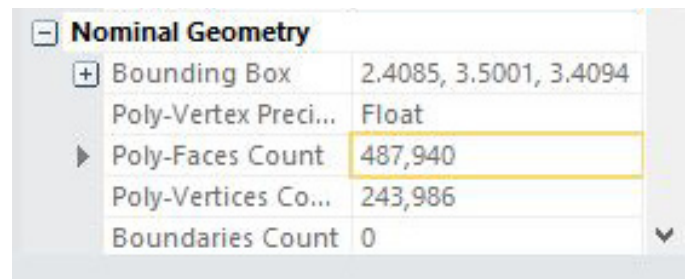 Nominal Geometry
Bounding Box 2.4085, 3.5001, 3.4094
Poly-Vertex Preci... Float
Poly-Faces Count 487,940
Poly-Vertices Co... 243,986
Boundaries Count 0